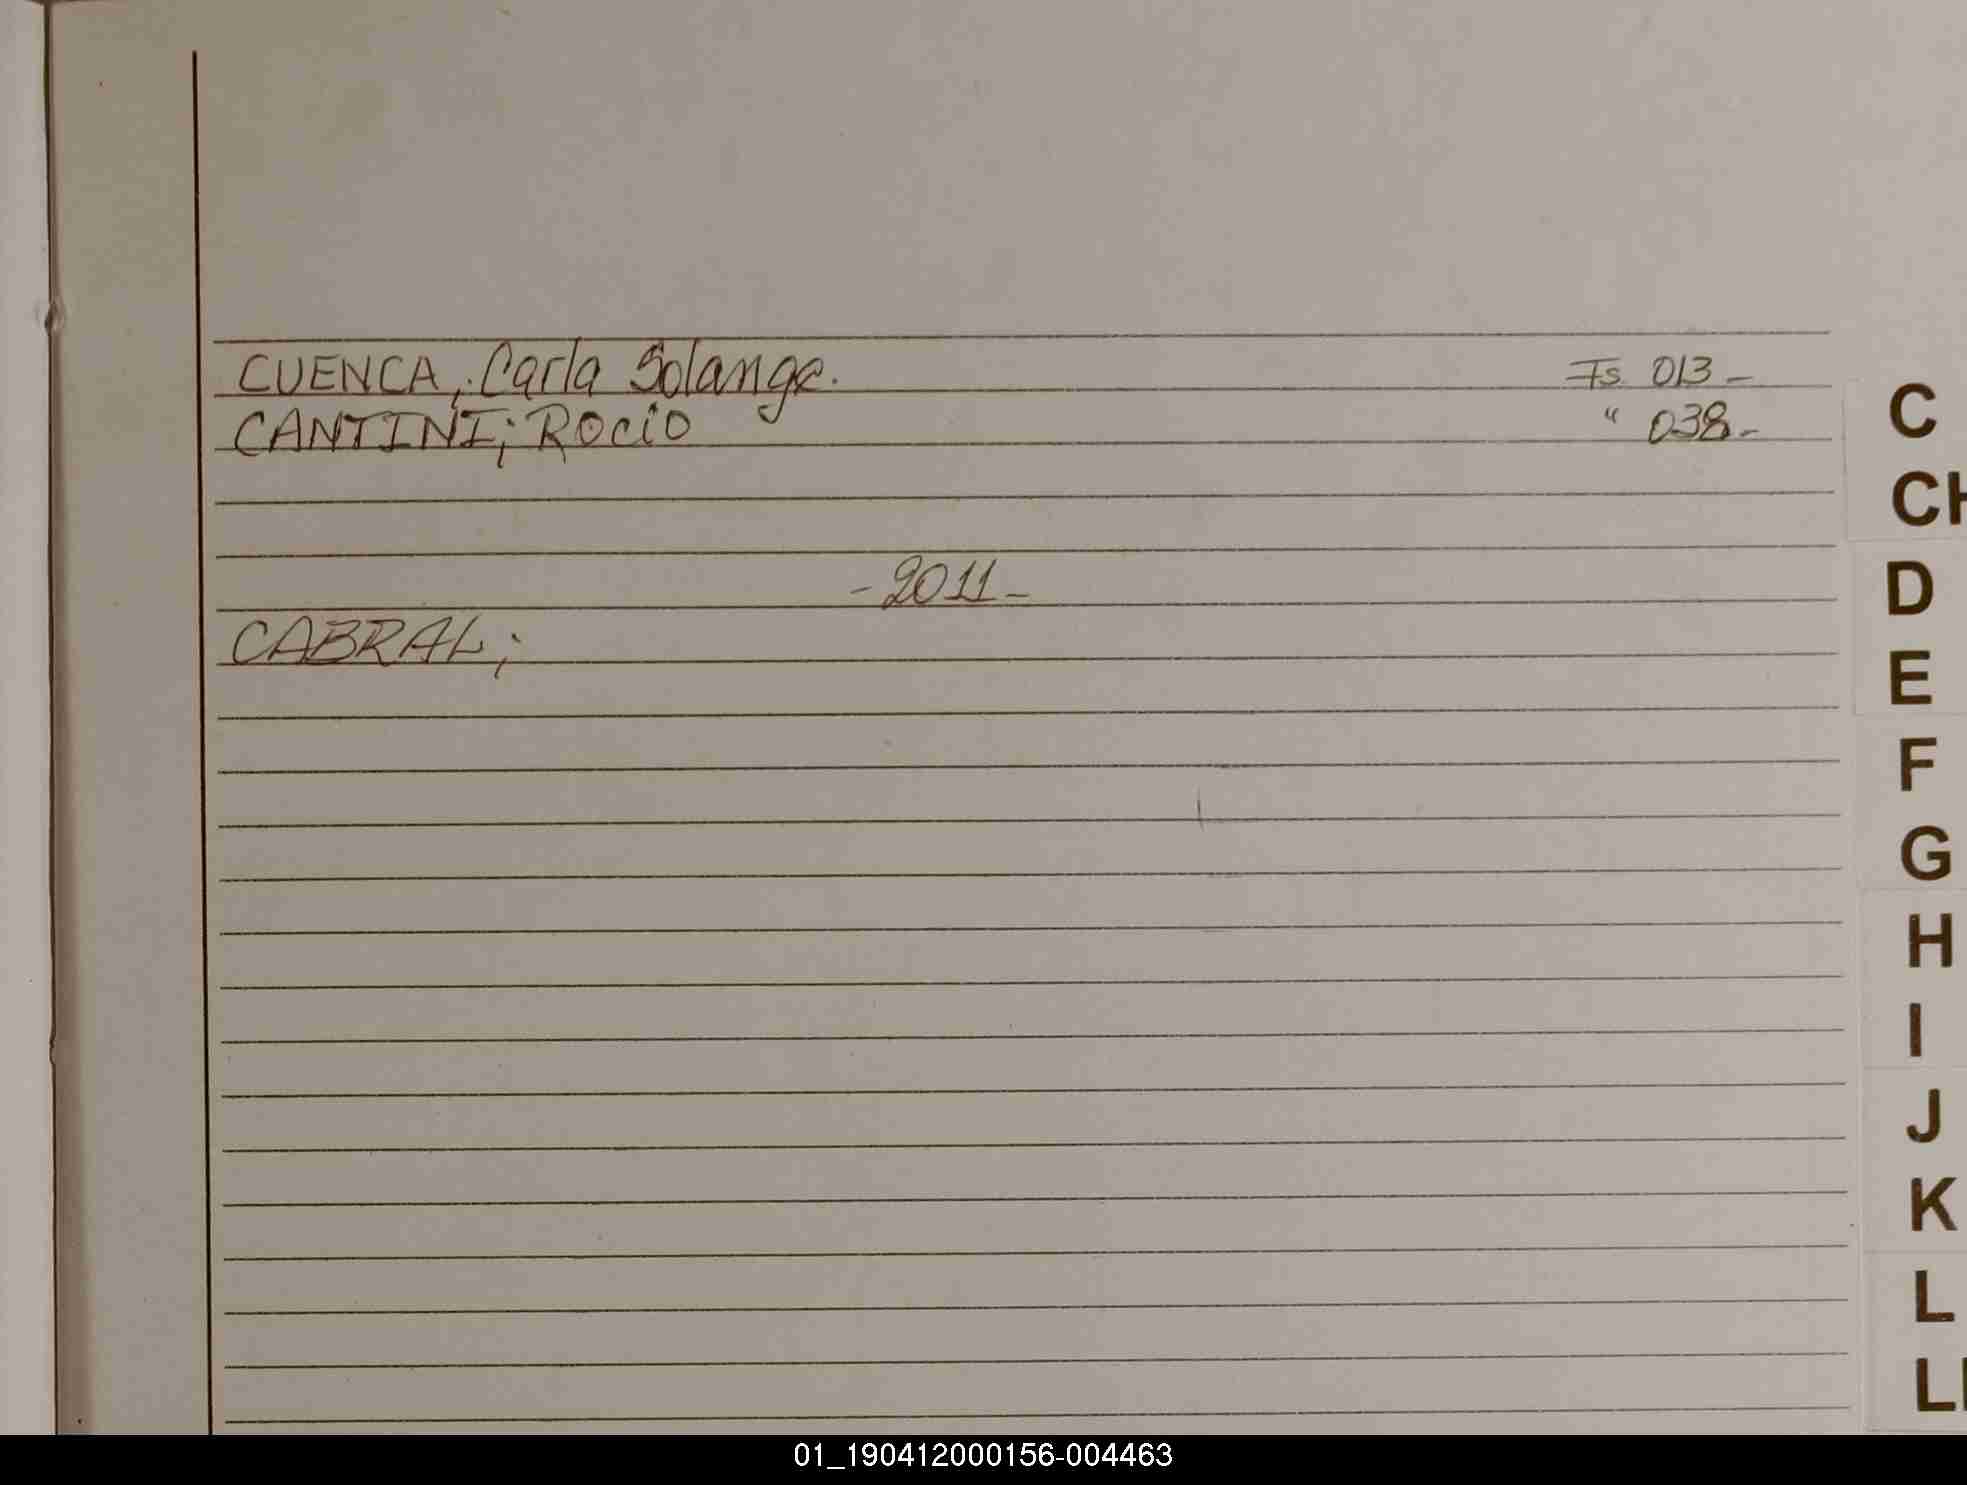 CUENCA, Carla Solange. Fs. 013 -
CANTINI; ROCIO " 038 -
- 2011 -
CABRAL;
C
CH
D
E
F
G
H
I
J
K
L
LL
01_190412000156-004463